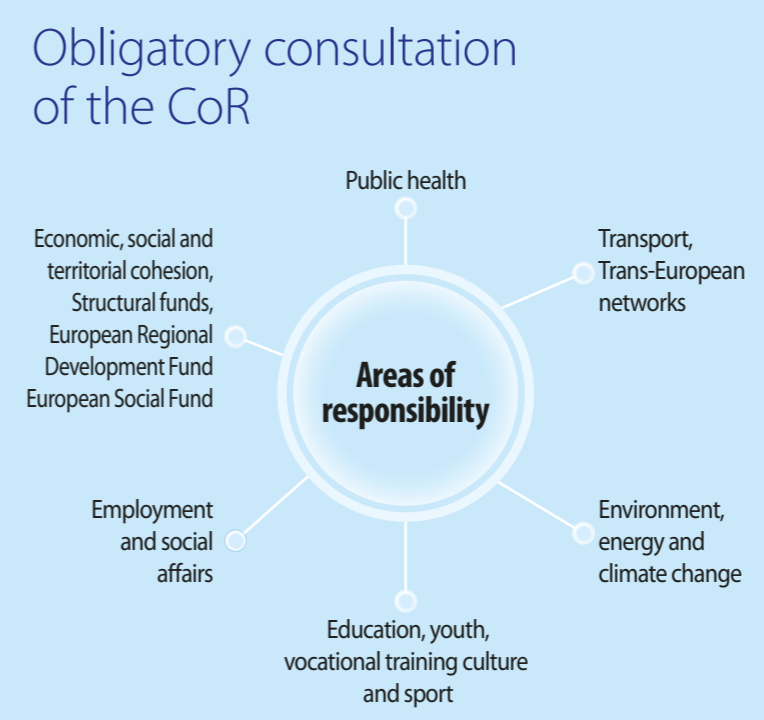 Obligatory consultation
of the CoR
Public health
Economic, social and
territorial cohesion,
Structural funds,
European Regional
Development Fund
European Social Fund
Transport,
Trans-European
networks
Areas of
responsibility
Employment
and social
affairs
Environment,
energy and
climate change
Education, youth,
vocational training culture
and sport